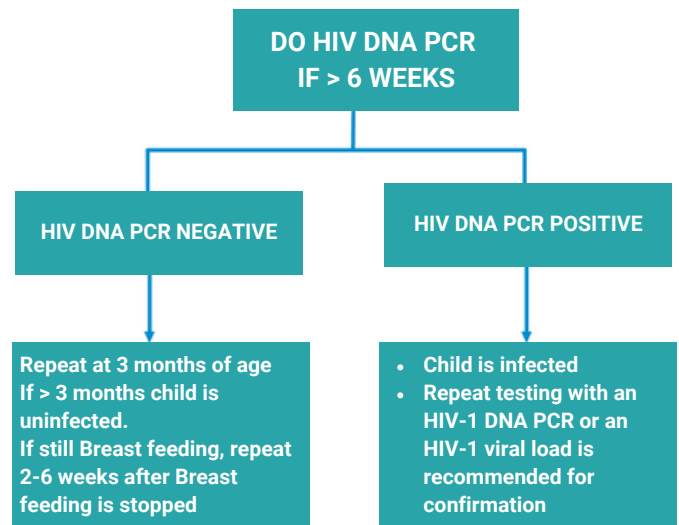 DO HIV DNA PCR
IF > 6 WEEKS
HIV DNA PCR NEGATIVE
HIV DNA PCR POSITIVE
Repeat at 3 months of age
If > 3 months child is
uninfected.
If still Breast feeding, repeat
2-6 weeks after Breast
feeding is stopped
• Child is infected
• Repeat testing with an
HIV-1 DNA PCR or an
HIV-1 viral load is
recommended for
confirmation